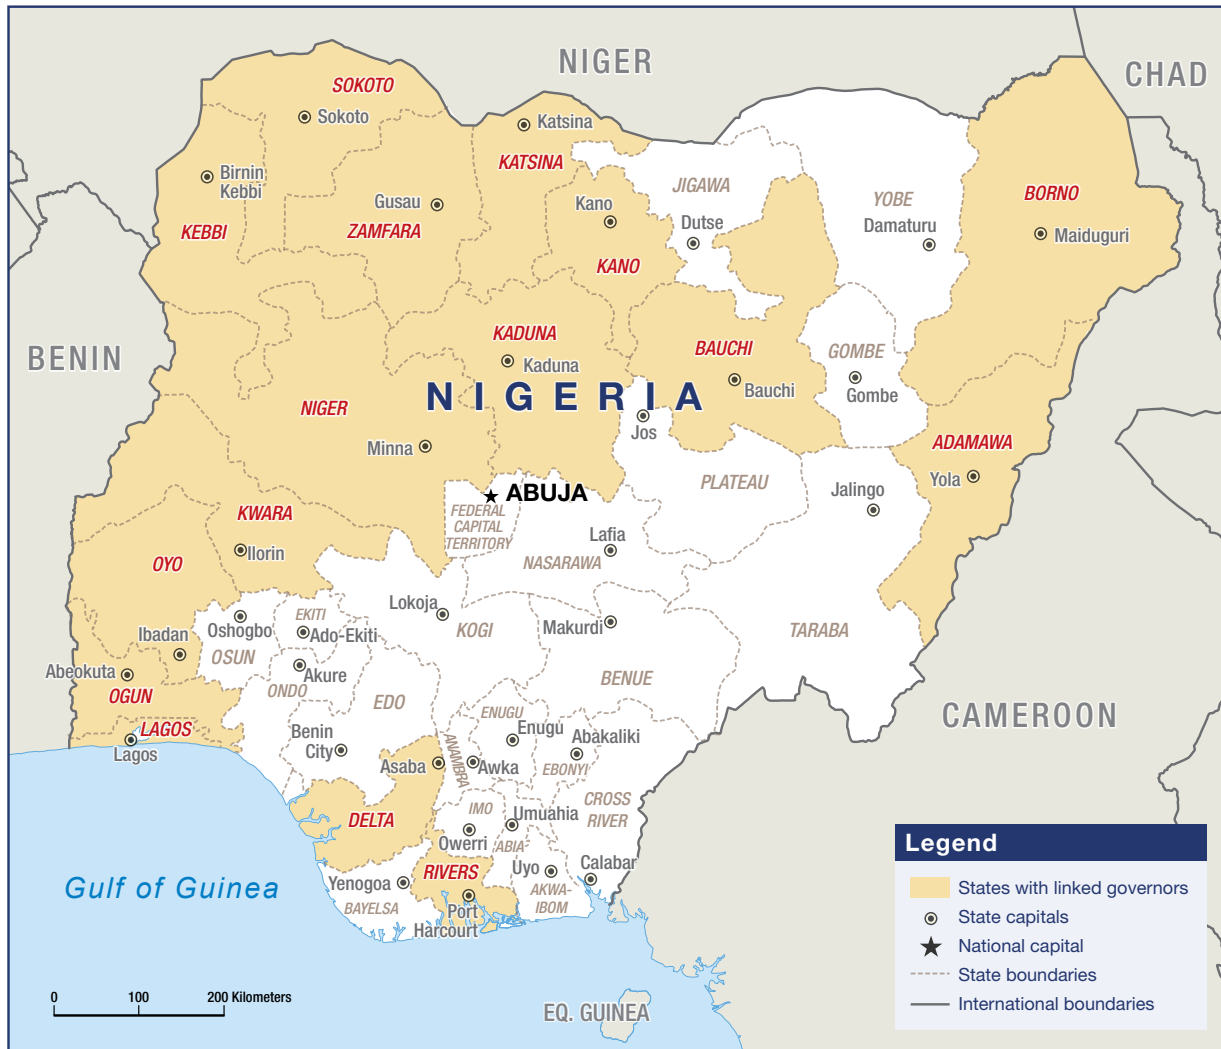 NIGER
CHAD
SOKOTO
Sokoto
Katsina
KATSINA
Birnin
Kebbi
JIGAWA
YOBE
BORNO
Gusau
Kano
Dutse
Damaturu
Maiduguri
KEBBI
ZAMFARA
KANO
KADUNA
BAUCHI
GOMBE
BENIN
Kaduna
Bauchi
Gombe
NIGERIA
NIGER
Jos
Minna
ADAMAWA
Yola
ABUJA
PLATEAU
Jalingo
FEDERAL
CAPITAL
TERRITORY
KWARA
Ilorin
Lafia
NASARAWA
OYO
Lokoja
KOGI
Makurdi
TARABA
EKITI
Oshogbo
Ado-Ekiti
Ibadan
OSUN
Abeokuta
Akure
ONDO
EDO
BENUE
OGUN
LAGOS
Lagos
CAMEROON
ENUGU
Enugu
Benin
City
Abakaliki
ANAMBRA
Asaba
Awka
EBONYI
CROSS
RIVER
DELTA
IMO
Umuahia
Owerri
ABIA-
RIVERS
Uyo
Calabar
Yenogoa
AKWA-
IBOM
BAYELSA
Port
Harcourt
Gulf of Guinea
EQ. GUINEA
0 100 200 Kilometers
Legend
States with linked governors
State capitals
National capital
State boundaries
International boundaries